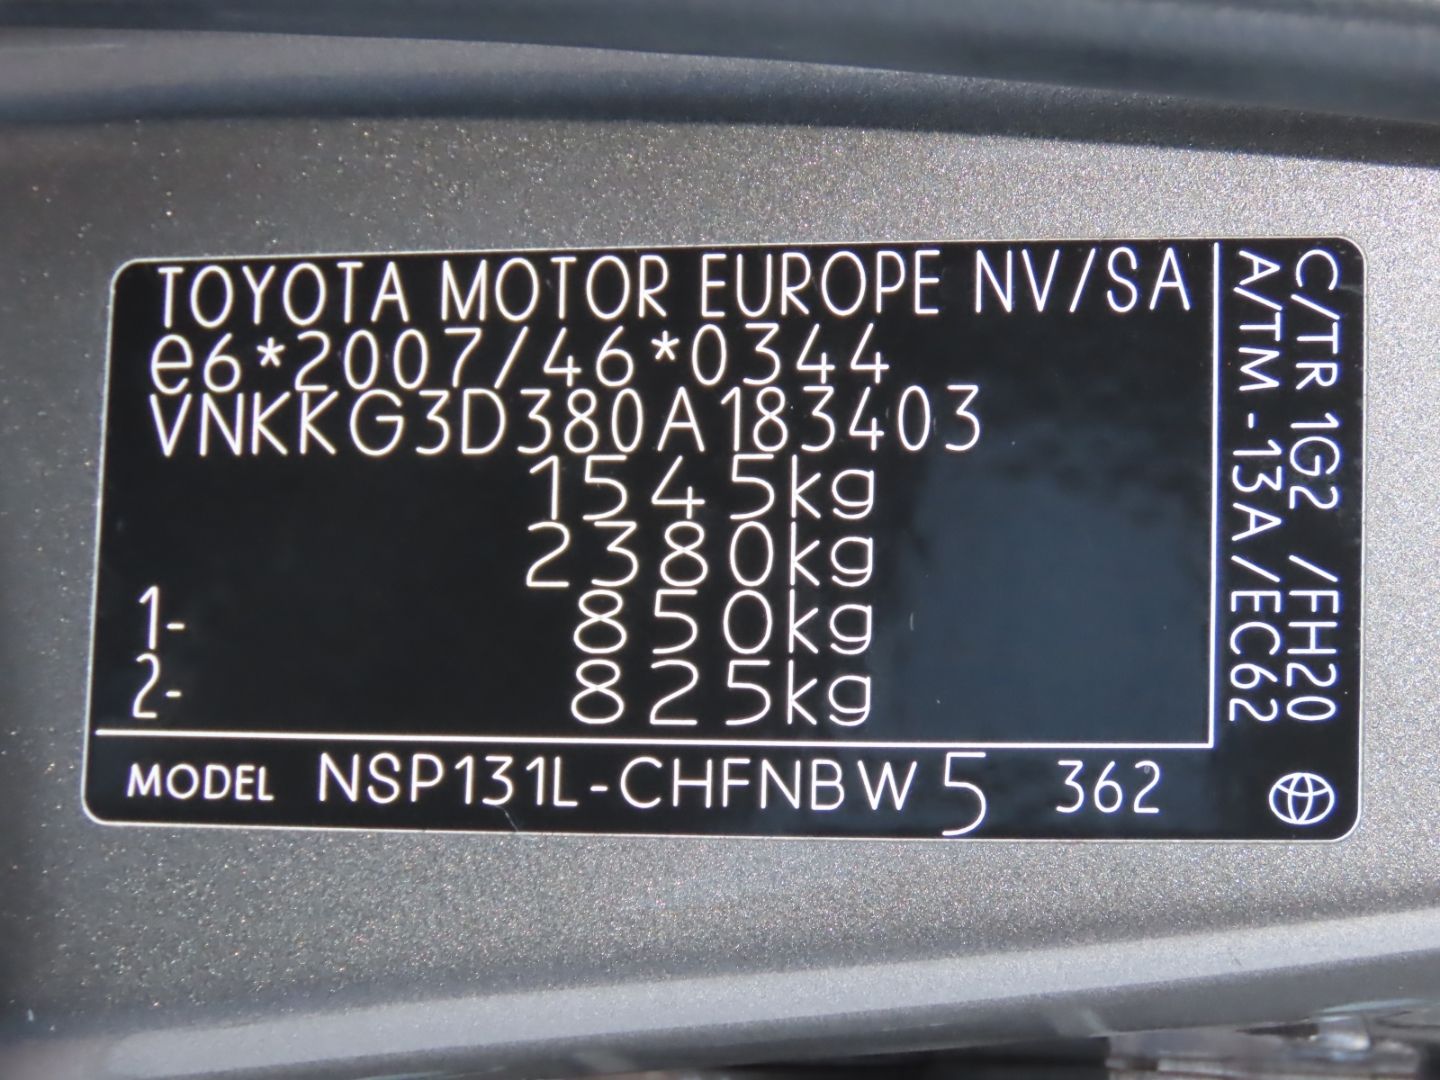 TOYOTA MOTOR EUROPE NV/SA
e6*2007/46*0344
VNKKG3D380A183403
1545kg
2380kg
1- 850kg
2- 825kg
MODEL NSP131L-CHFNBW 5 362
C/TR 1G2 /FH20
A/TM -13A /EC62